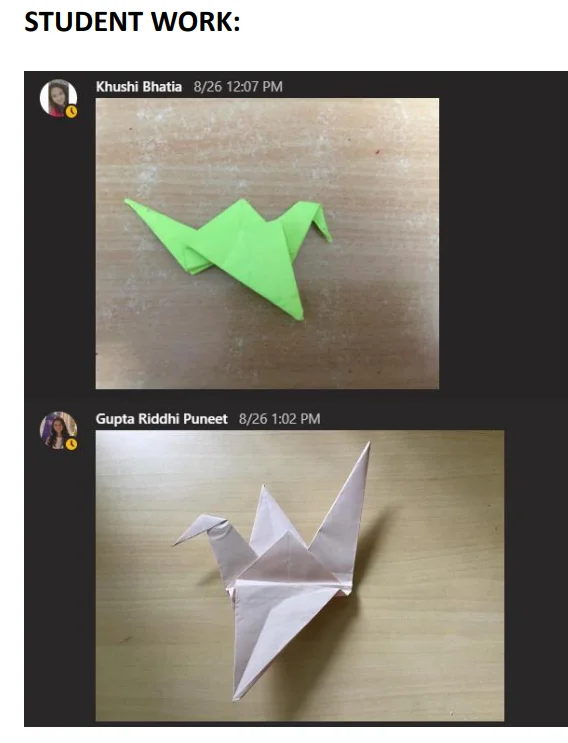 STUDENT WORK:
Khushi Bhatia 8/26 12:07 PM
Gupta Riddhi Puneet 8/26 1:02 PM